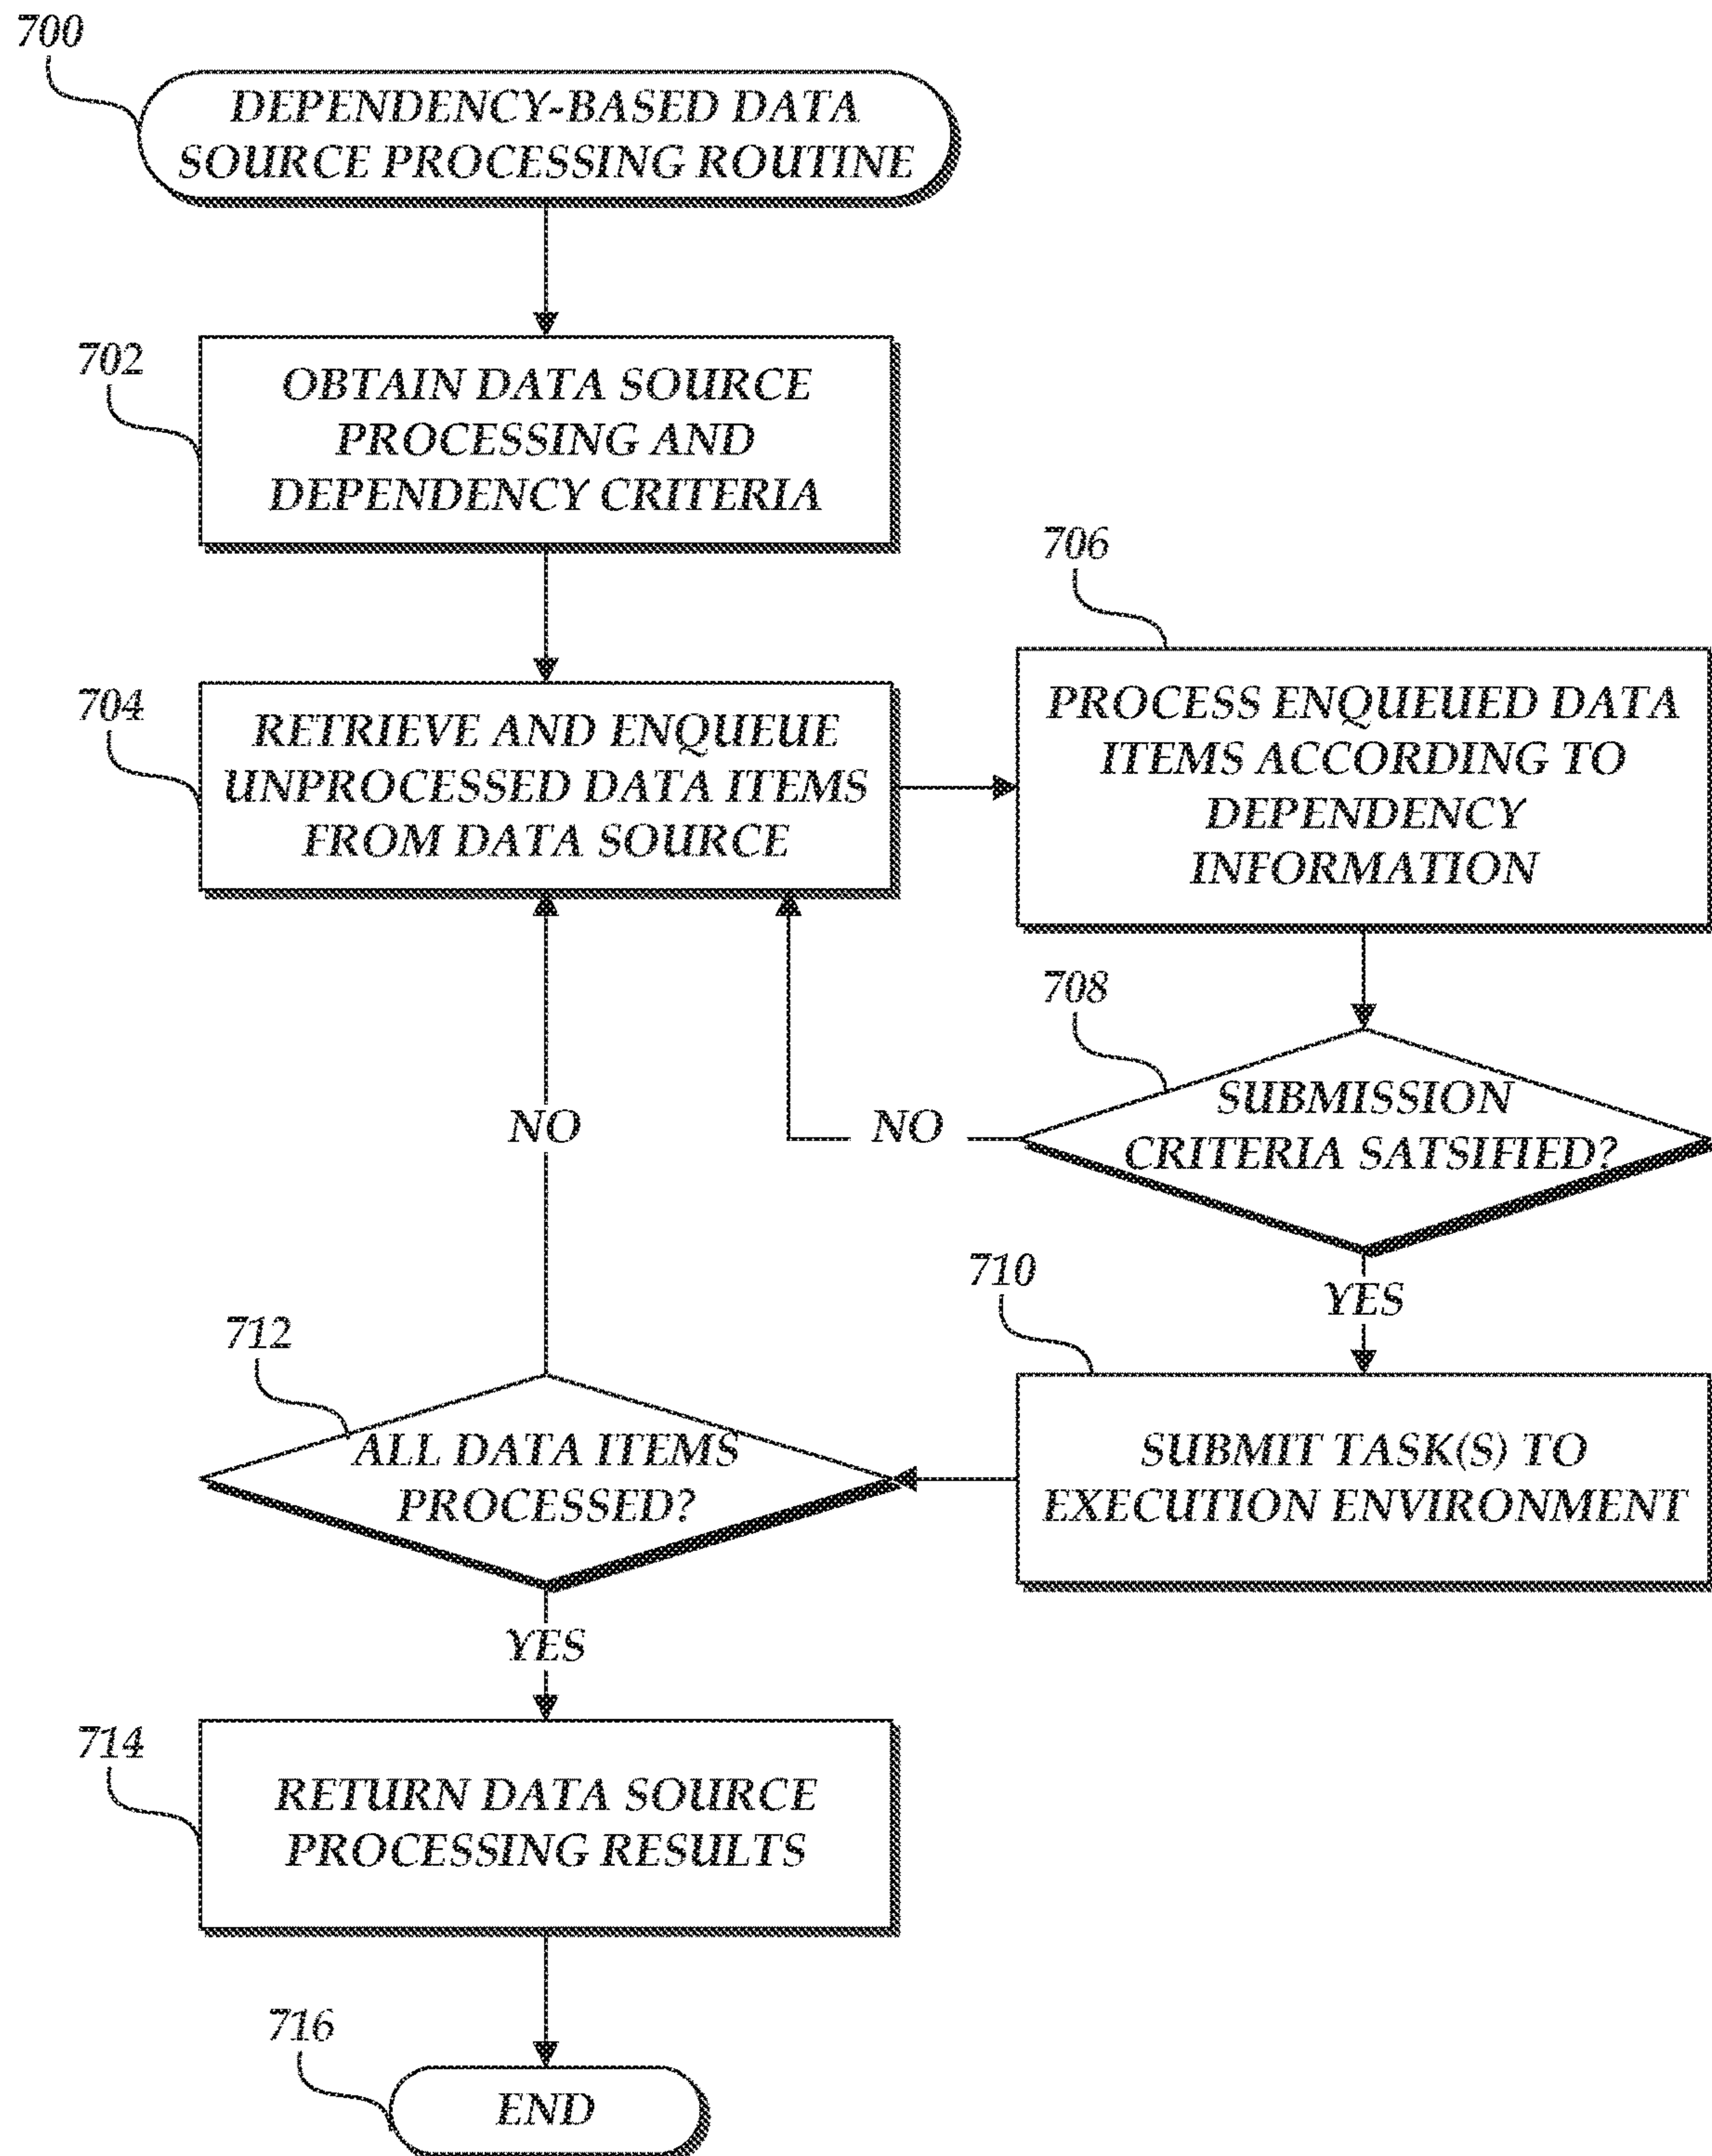 700
DEPENDENCY-BASED DATA
SOURCE PROCESSING ROUTINE
702
OBTAIN DATA SOURCE
PROCESSING AND
DEPENDENCY CRITERIA
704
RETRIEVE AND ENQUEUE
UNPROCESSED DATA ITEMS
FROM DATA SOURCE
706
PROCESS ENQUEUED DATA
ITEMS ACCORDING TO
DEPENDENCY
INFORMATION
708
SUBMISSION
CRITERIA SATSIFIED?
NO
YES
710
SUBMIT TASK(S) TO
EXECUTION ENVIRONMENT
712
ALL DATA ITEMS
PROCESSED?
NO
YES
714
RETURN DATA SOURCE
PROCESSING RESULTS
716
END